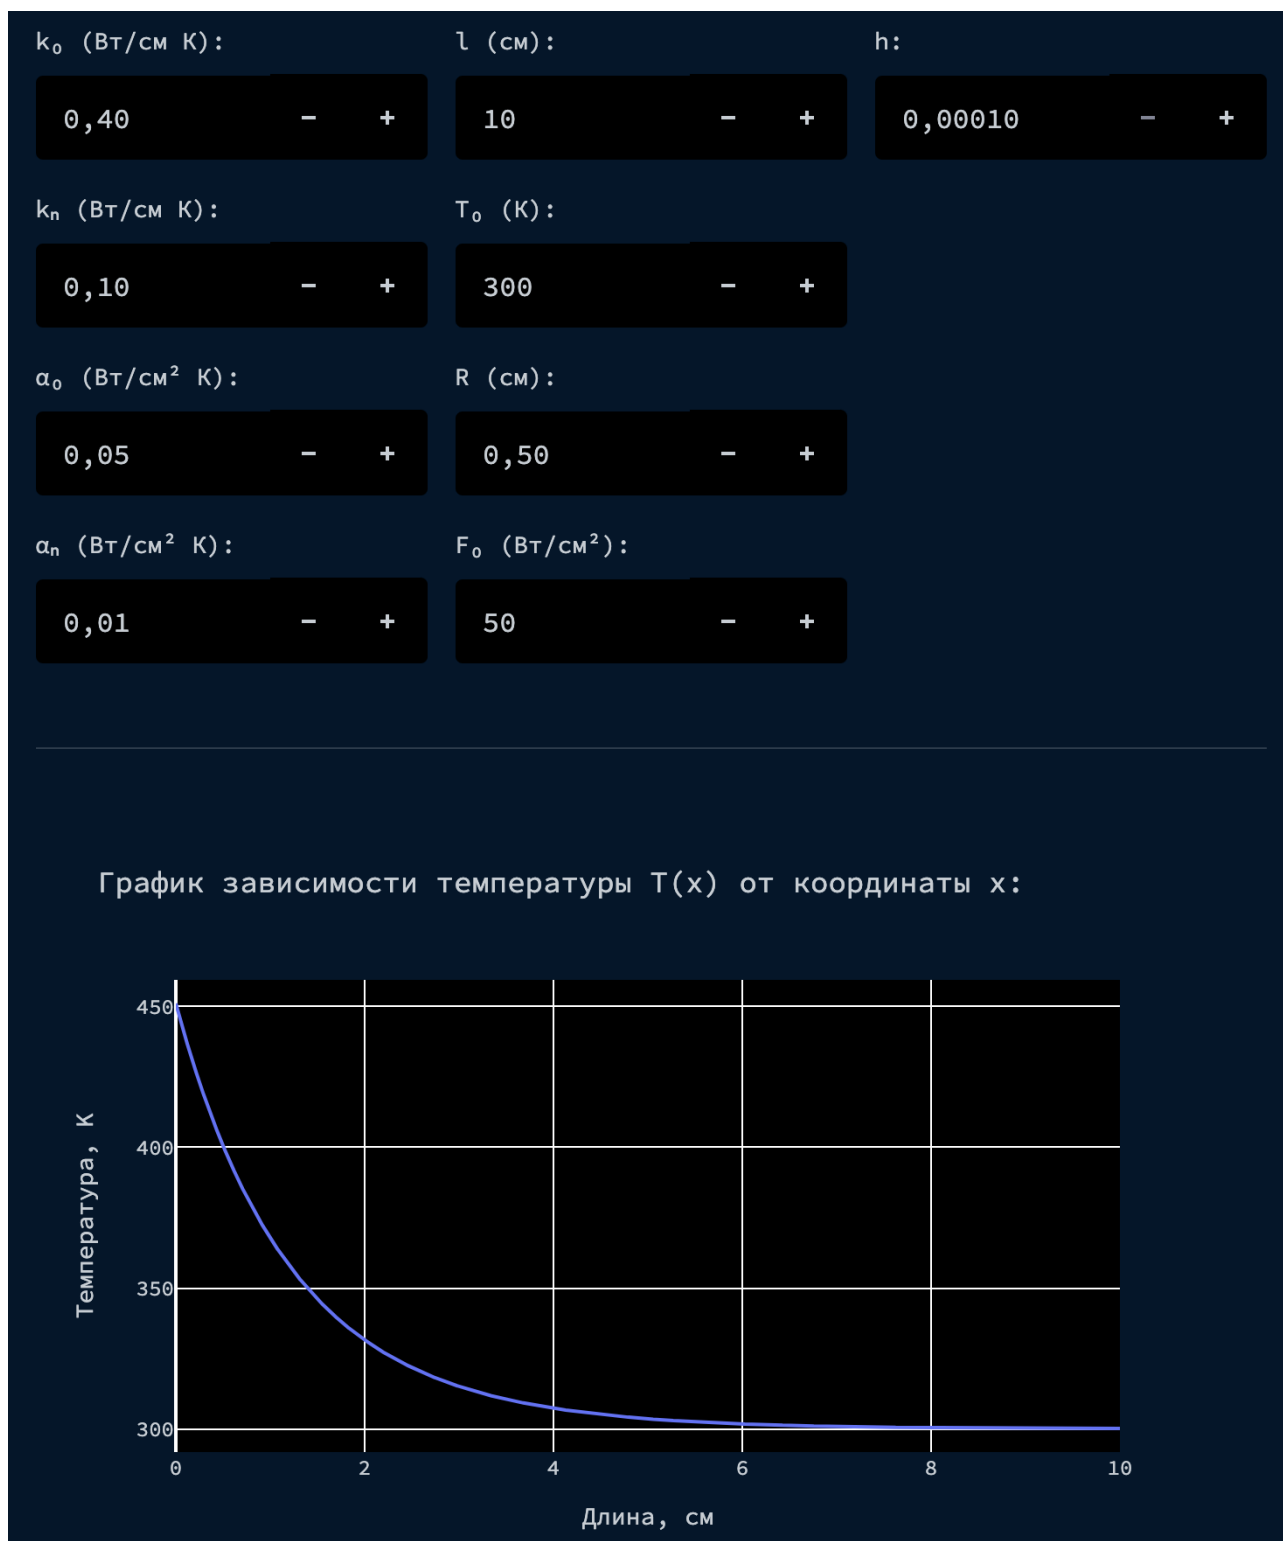 k₀ (Вт/см К): l (см): h:
0,40 − + 10 − + 0,00010 − +
kₙ (Вт/см К): T₀ (К):
0,10 − + 300 − +
α₀ (Вт/см² К): R (см):
0,05 − + 0,50 − +
αₙ (Вт/см² К): F₀ (Вт/см²):
0,01 − + 50 − +
График зависимости температуры T(x) от координаты x:
450
400
350
300
Температура, К
0 2 4 6 8 10
Длина, см